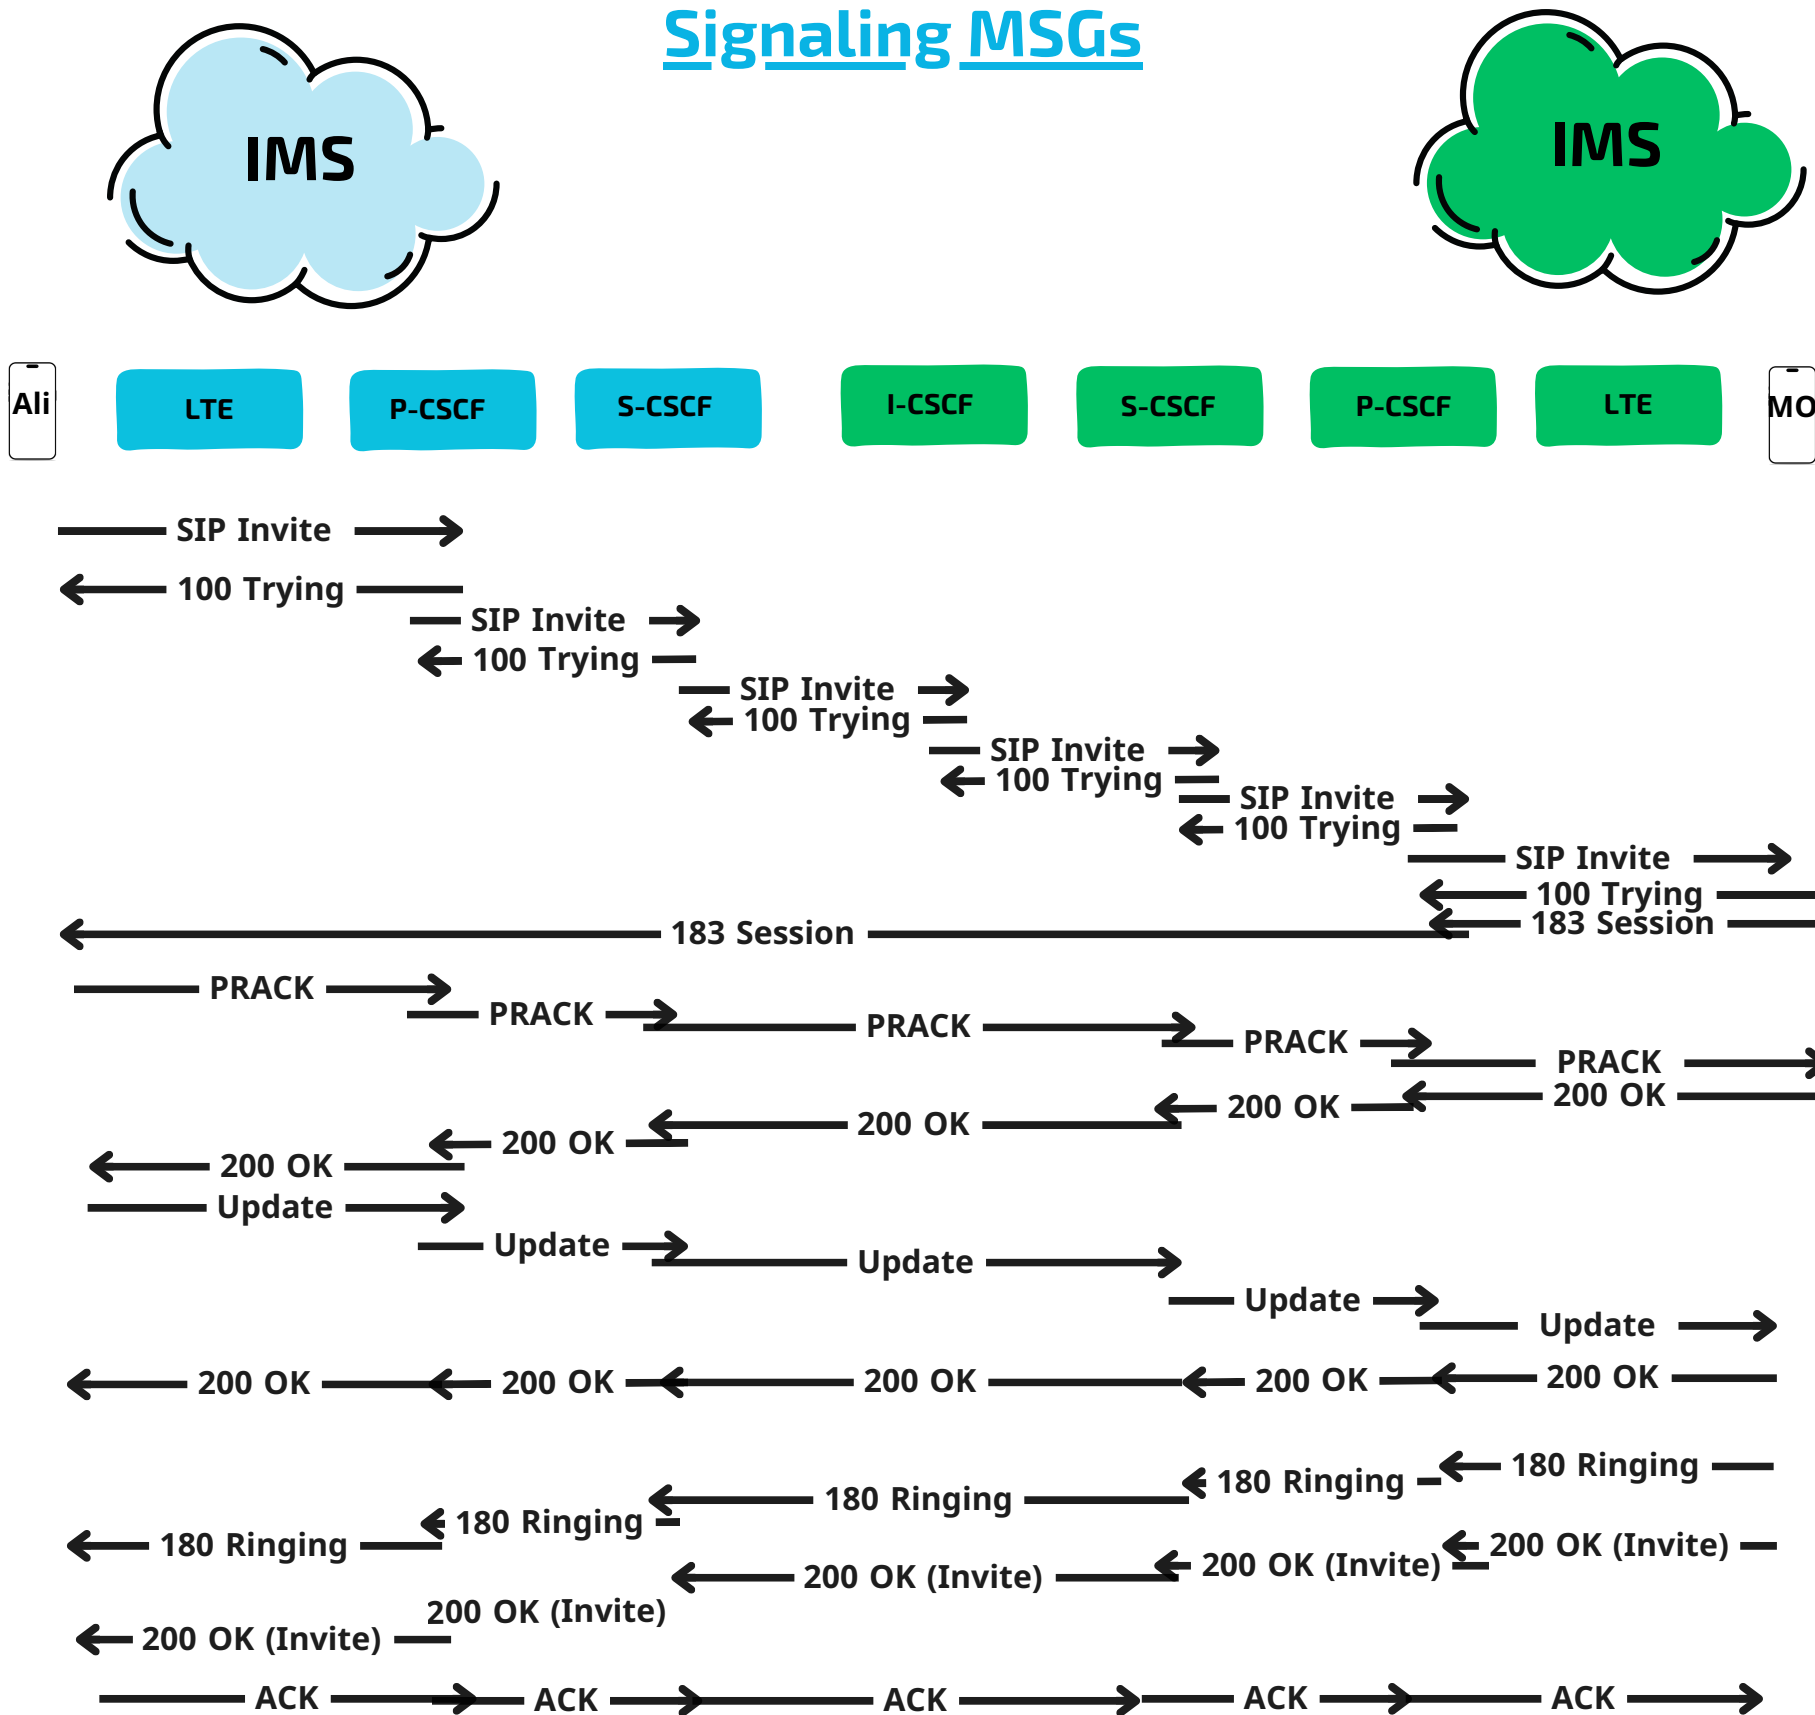 Signaling MSGs
IMS
IMS
Ali
LTE
P-CSCF
S-CSCF
I-CSCF
S-CSCF
P-CSCF
LTE
MO
SIP Invite
100 Trying
SIP Invite
100 Trying
SIP Invite
100 Trying
SIP Invite
100 Trying
SIP Invite
100 Trying
SIP Invite
100 Trying
183 Session
183 Session
PRACK
PRACK
PRACK
PRACK
PRACK
200 OK
200 OK
200 OK
200 OK
200 OK
Update
Update
Update
Update
Update
200 OK
200 OK
200 OK
200 OK
200 OK
180 Ringing
180 Ringing
180 Ringing
180 Ringing
180 Ringing
200 OK (Invite)
200 OK (Invite)
200 OK (Invite)
200 OK (Invite)
200 OK (Invite)
ACK
ACK
ACK
ACK
ACK